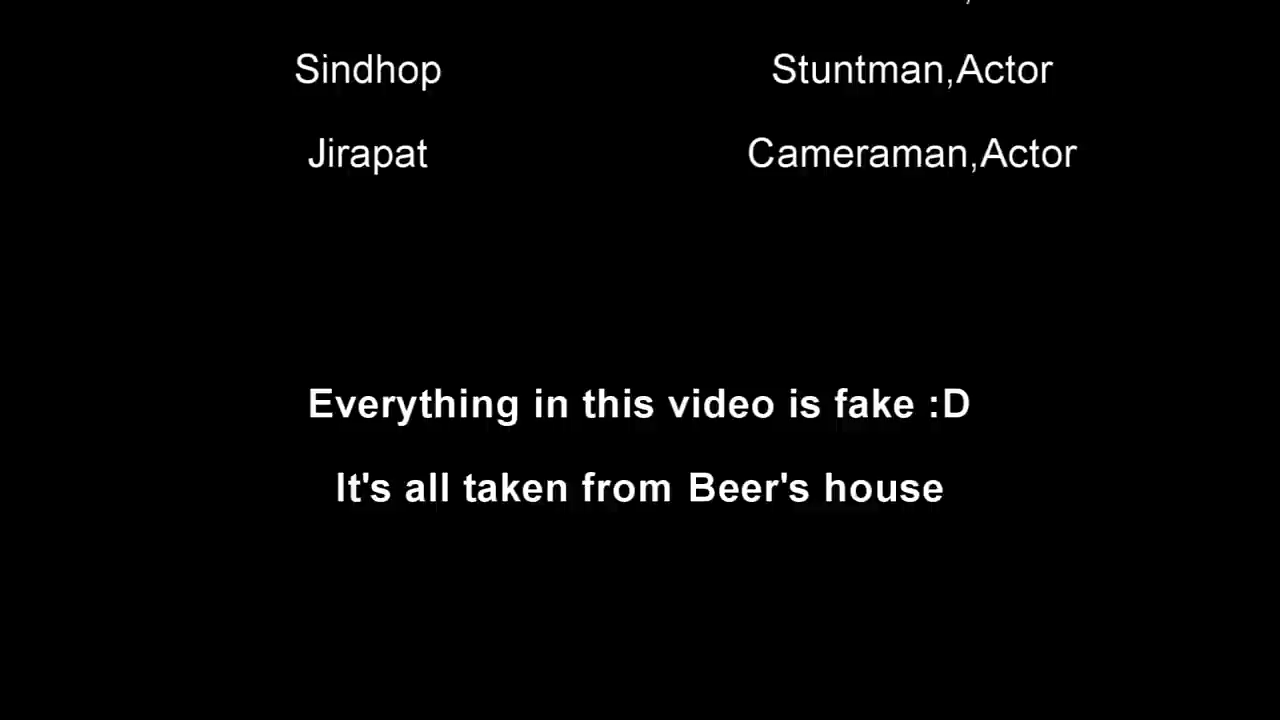 Sindhop Stuntman,Actor
Jirapat Cameraman,Actor
Everything in this video is fake :D
It's all taken from Beer's house